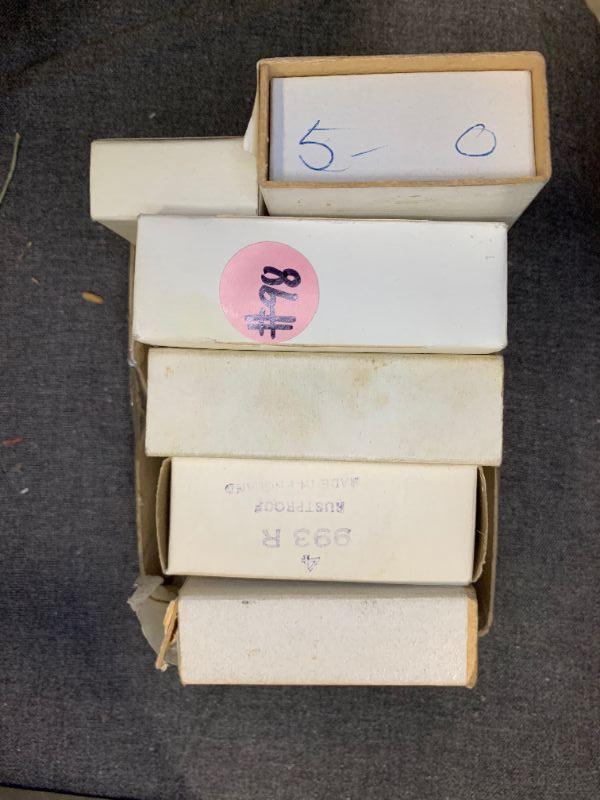 5- 0
#98
993 R
RUSTPROOF
MADE IN ENGLAND